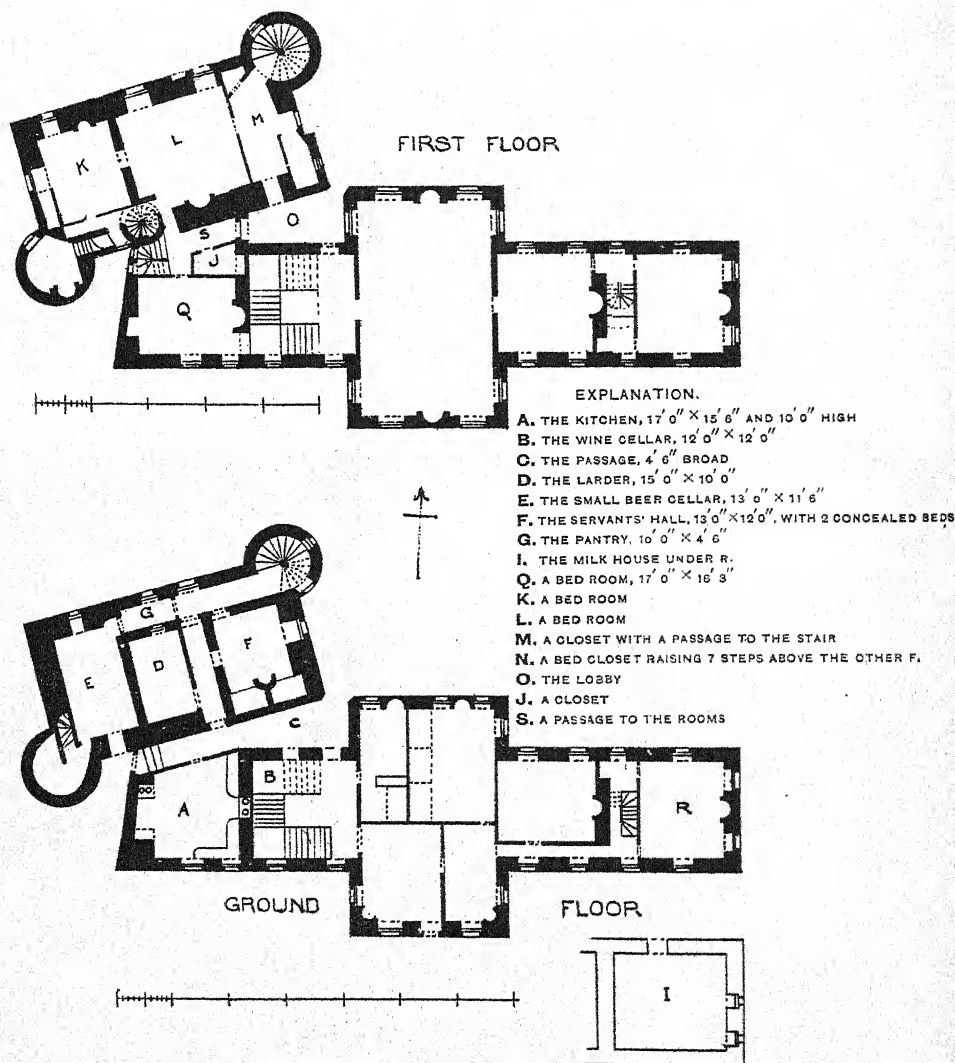 FIRST FLOOR
K
L
M
O
S
J
Q
EXPLANATION.
A. THE KITCHEN, 17'0" × 15'6" AND 10'0" HIGH
B. THE WINE CELLAR, 12'0" × 12'0"
C. THE PASSAGE, 4'6" BROAD
D. THE LARDER, 15'0" × 10'0"
E. THE SMALL BEER CELLAR, 13'0" × 11'6"
F. THE SERVANTS' HALL, 13'0" × 12'0", WITH 2 CONCEALED BEDS
G. THE PANTRY, 10'0" × 4'6"
I. THE MILK HOUSE UNDER R.
Q. A BED ROOM, 17'0" × 16'3"
K. A BED ROOM
L. A BED ROOM
M. A CLOSET WITH A PASSAGE TO THE STAIR
N. A BED CLOSET RAISING 7 STEPS ABOVE THE OTHER F.
O. THE LOBBY
J. A CLOSET
S. A PASSAGE TO THE ROOMS
G
E
D
F
C
A
B
R
GROUND FLOOR
I